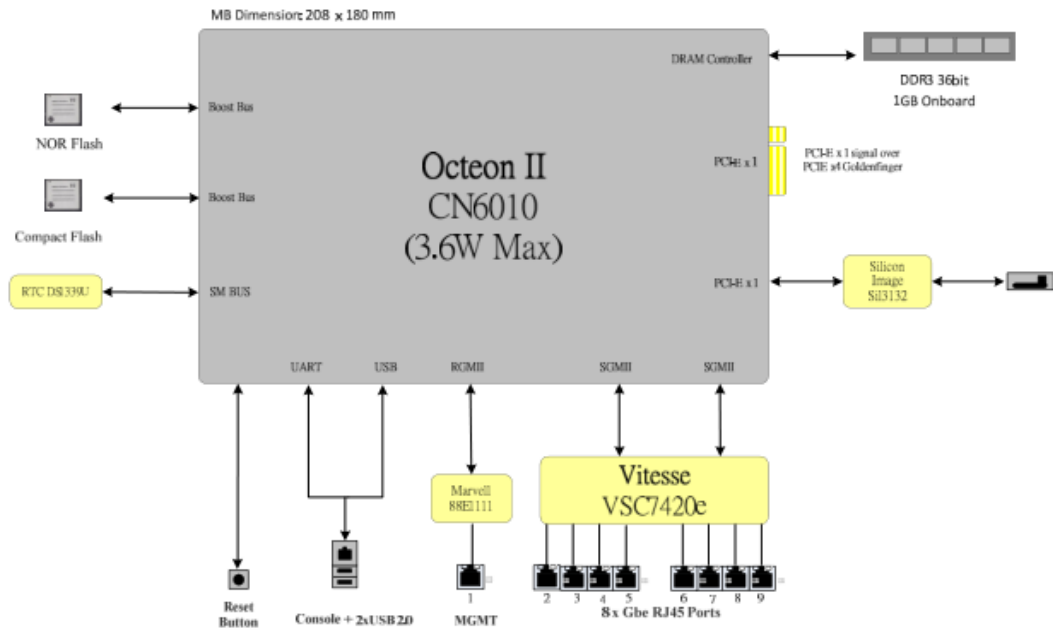 MB Dimension: 208 x 180 mm
DRAM Controller
DDR3 36bit
1GB Onboard
Boost Bus
NOR Flash
PCI-E x 1
PCI-E x 1 signal over
PCIE x4 Goldenfinger
Octeon II
CN6010
(3.6W Max)
Boost Bus
Compact Flash
RTC DS1339U
SM BUS
PCI-E x 1
Silicon
Image
Sil3132
UART
USB
RGMII
SGMII
SGMII
Marvell
88E1111
Vitesse
VSC7420e
1
2
3
4
5
6
7
8
9
Reset
Button
Console + 2xUSB 2.0
MGMT
8 x Gbe RJ45 Ports